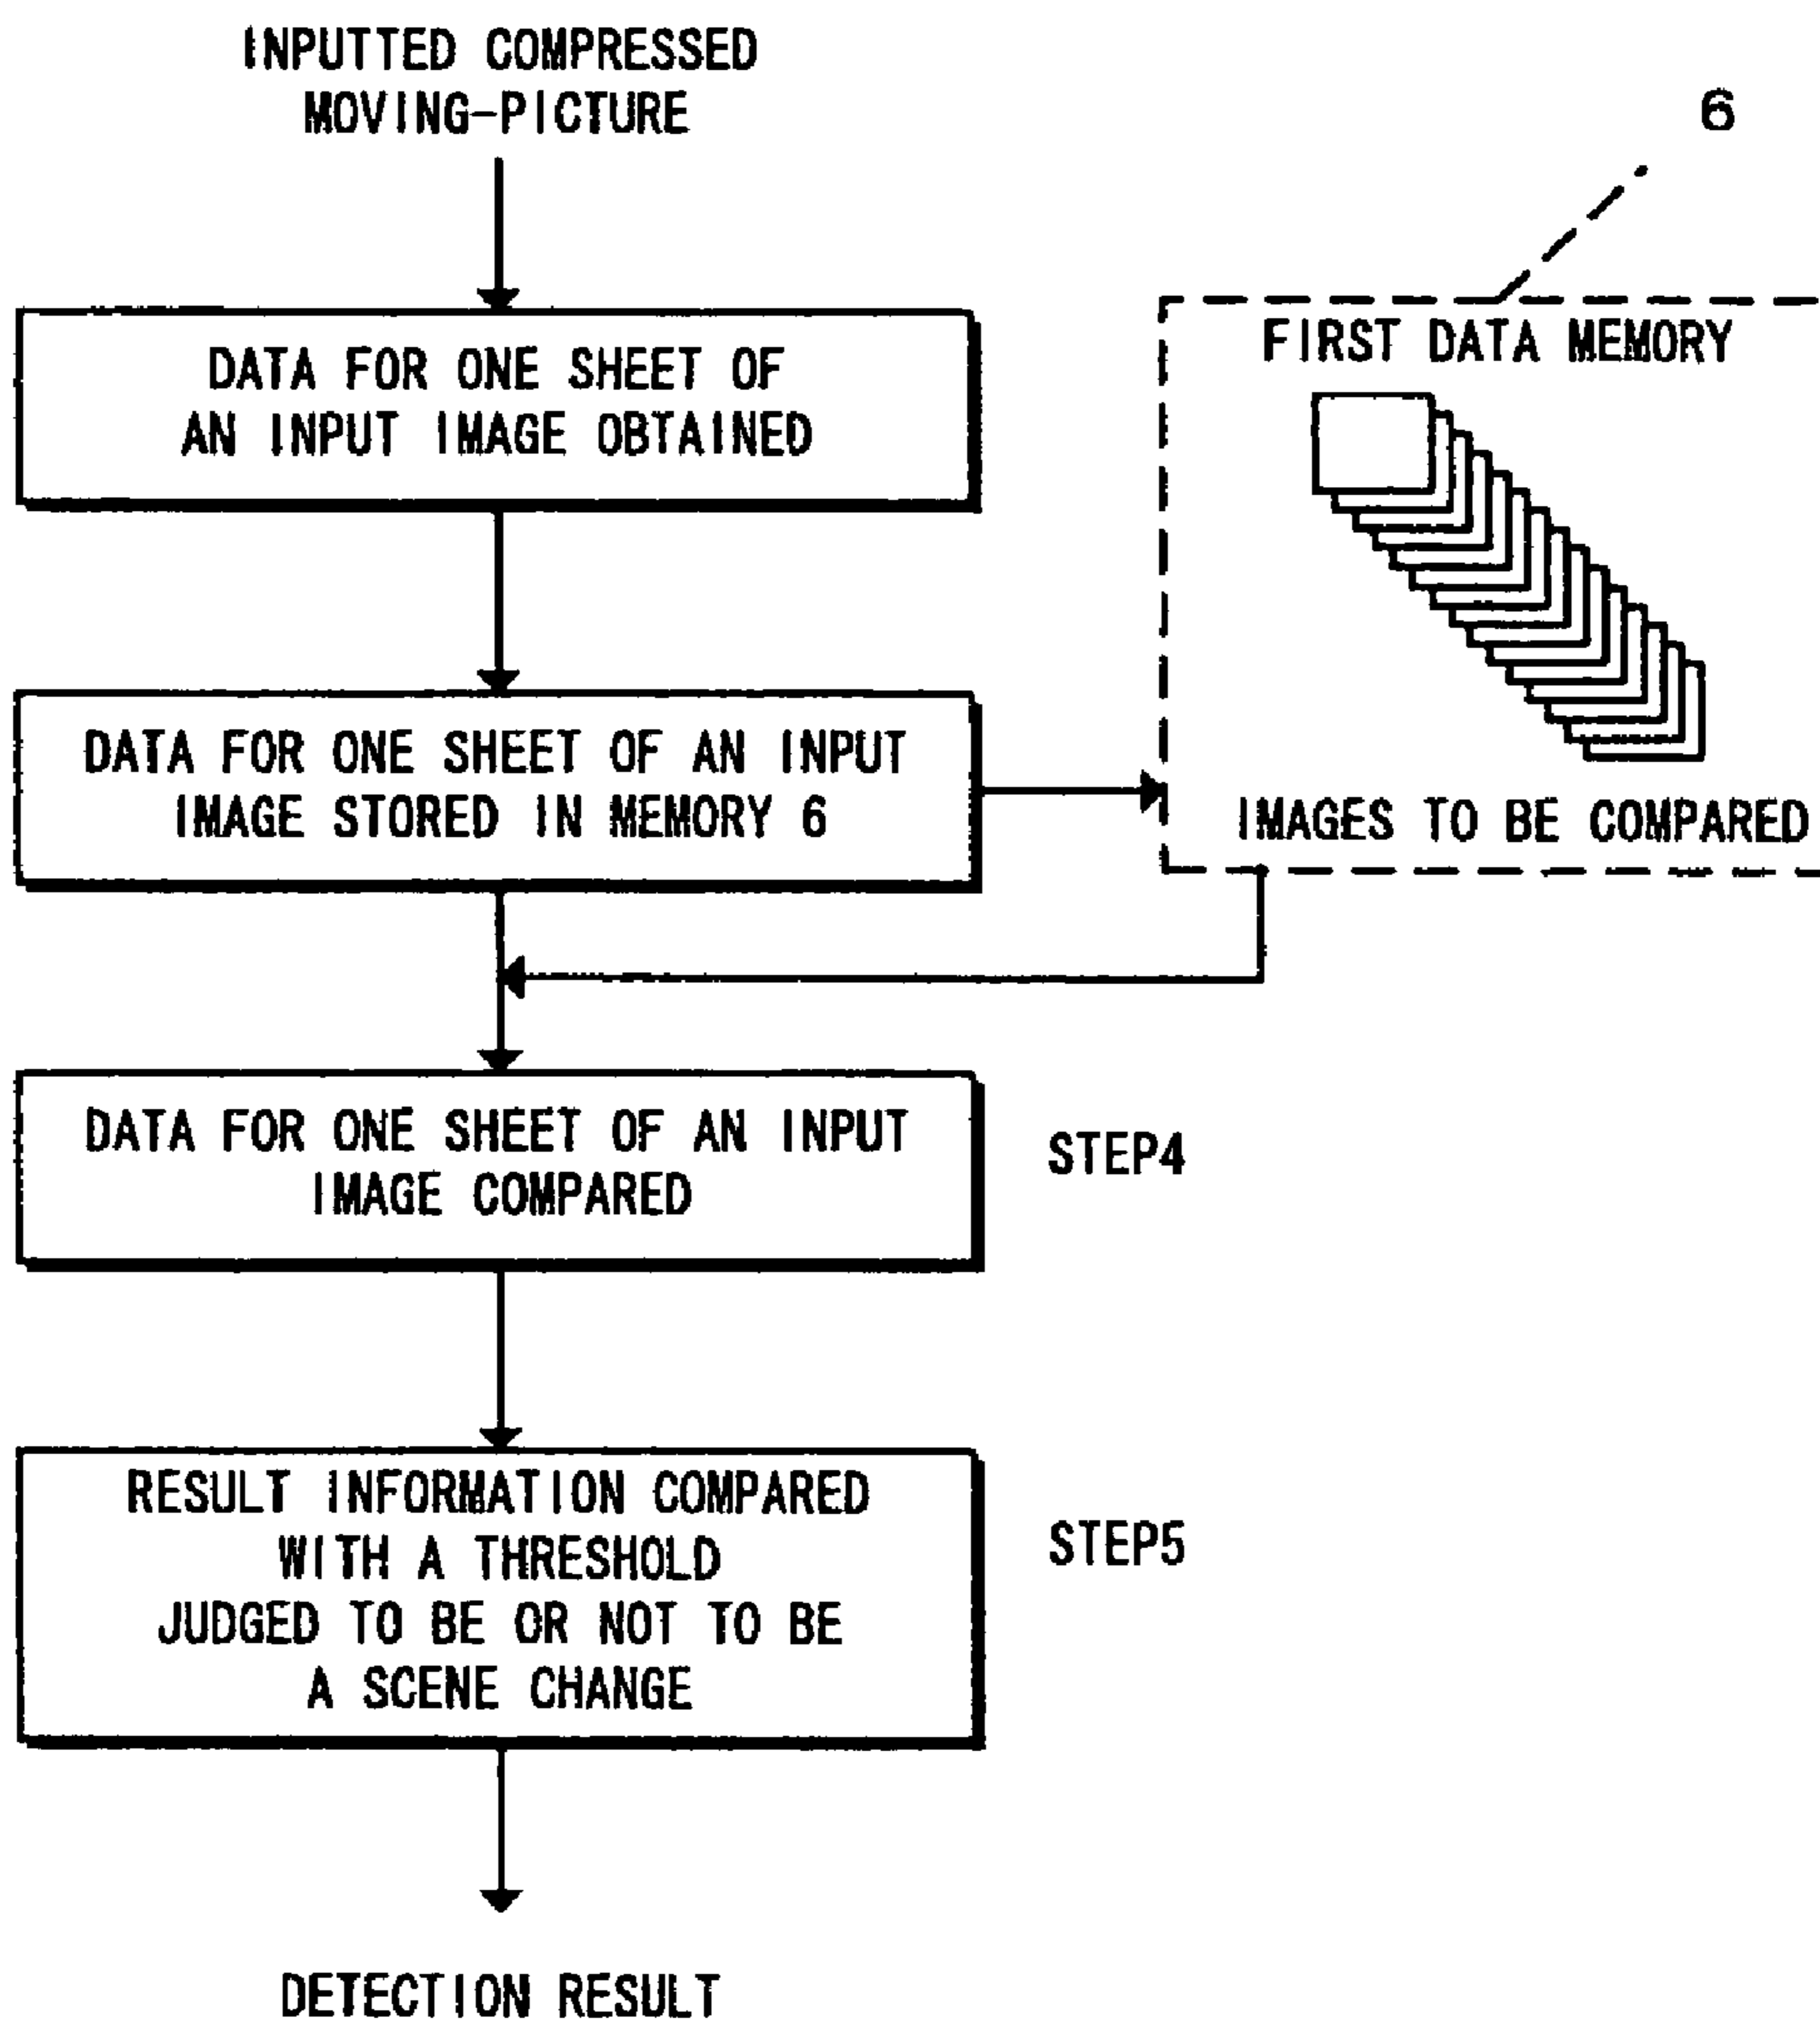 INPUTTED COMPRESSED
MOVING-PICTURE
6
DATA FOR ONE SHEET OF
AN INPUT IMAGE OBTAINED
FIRST DATA MEMORY
DATA FOR ONE SHEET OF AN INPUT
IMAGE STORED IN MEMORY 6
IMAGES TO BE COMPARED
DATA FOR ONE SHEET OF AN INPUT
IMAGE COMPARED
STEP4
RESULT INFORMATION COMPARED
WITH A THRESHOLD
JUDGED TO BE OR NOT TO BE
A SCENE CHANGE
STEP5
DETECTION RESULT